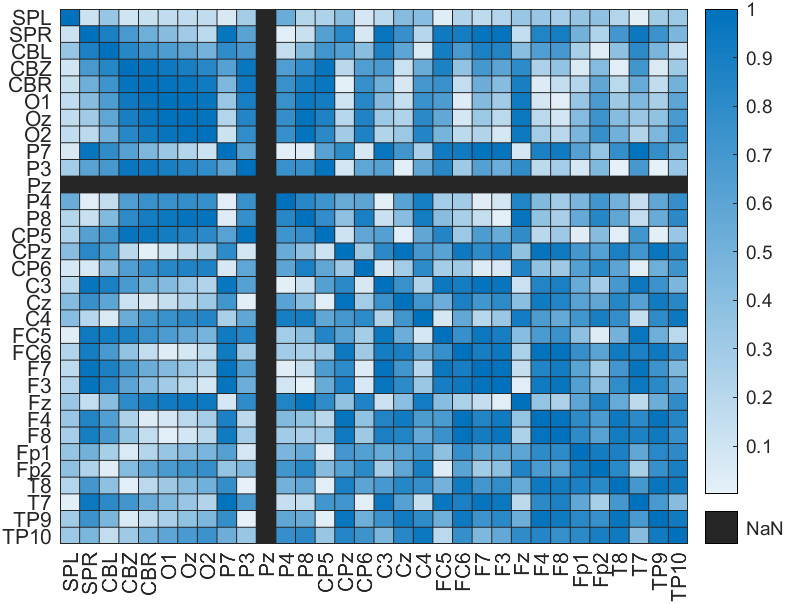 SPL
SPR
CBL
CBZ
CBR
O1
Oz
O2
P7
P3
Pz
P4
P8
CP5
CPz
CP6
C3
Cz
C4
FC5
FC6
F7
F3
Fz
F4
F8
Fp1
Fp2
T8
T7
TP9
TP10
SPL SPR CBL CBZ CBR O1 Oz O2 P7 P3 Pz P4 P8 CP5 CPz CP6 C3 Cz C4 FC5 FC6 F7 F3 Fz F4 F8 Fp1 Fp2 T8 T7 TP9 TP10
1
0.9
0.8
0.7
0.6
0.5
0.4
0.3
0.2
0.1
NaN